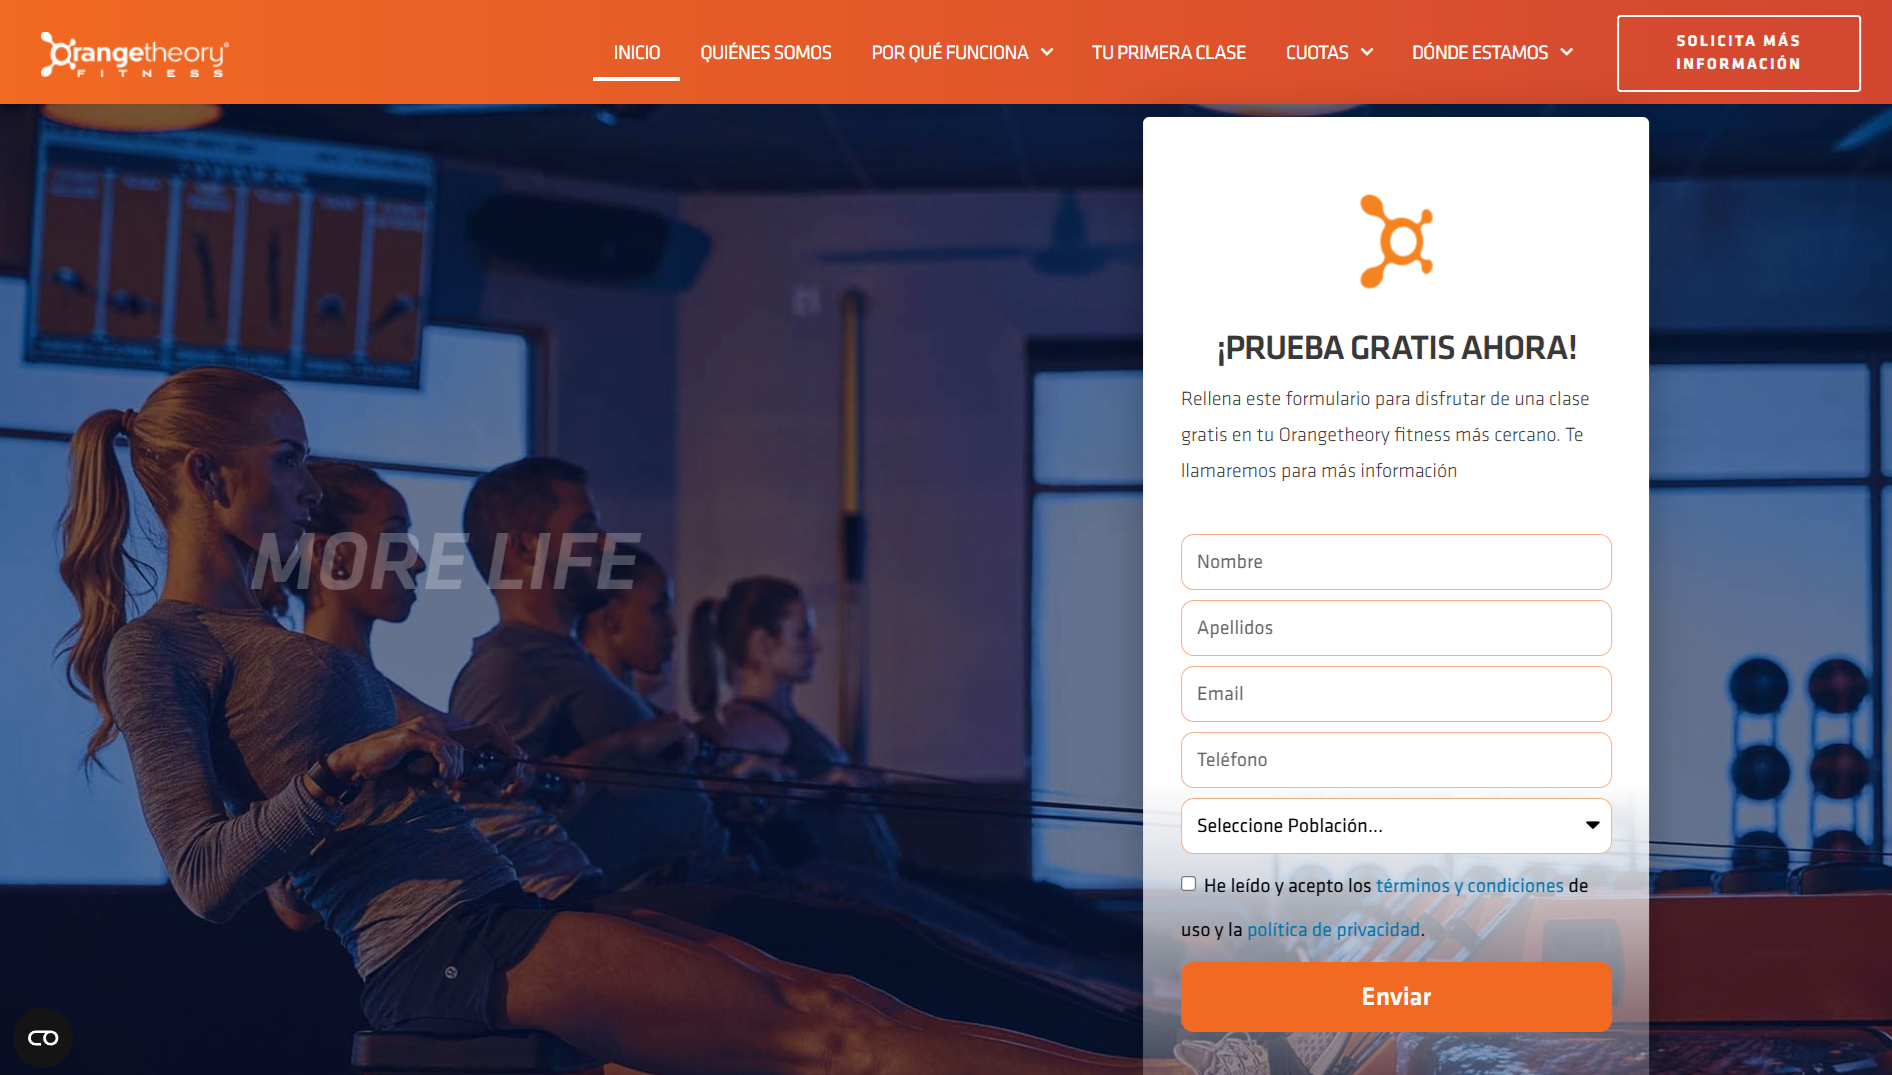 Orangetheory®
FITNESS
INICIO
QUIÉNES SOMOS
POR QUÉ FUNCIONA
TU PRIMERA CLASE
CUOTAS
DÓNDE ESTAMOS
SOLICITA MÁS
INFORMACIÓN
MORE LIFE
¡PRUEBA GRATIS AHORA!
Rellena este formulario para disfrutar de una clase
gratis en tu Orangetheory fitness más cercano. Te
llamaremos para más información
Nombre
Apellidos
Email
Teléfono
Seleccione Población...
He leído y acepto los términos y condiciones de
uso y la política de privacidad.
Enviar